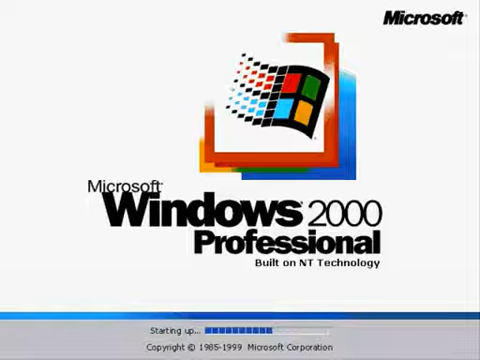 Microsoft
Microsoft
Windows 2000
Professional
Built on NT Technology
Starting up...
Copyright © 1985-1999 Microsoft Corporation